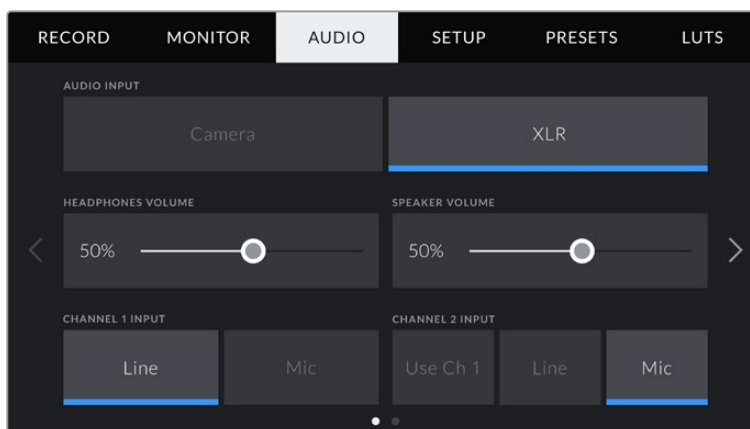 RECORD MONITOR AUDIO SETUP PRESETS LUTS
AUDIO INPUT
Camera XLR
HEADPHONES VOLUME SPEAKER VOLUME
50% 50%
CHANNEL 1 INPUT CHANNEL 2 INPUT
Line Mic Use Ch 1 Line Mic